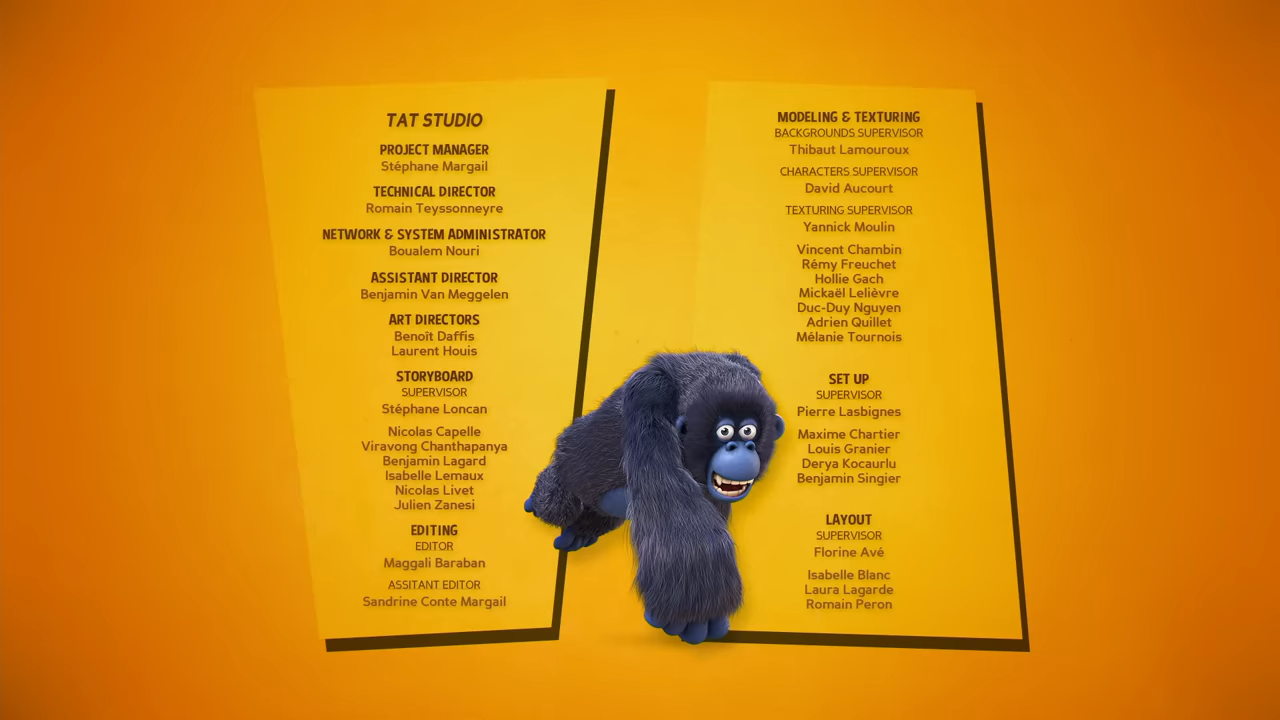 TAT STUDIO
PROJECT MANAGER
Stéphane Margail
TECHNICAL DIRECTOR
Romain Teyssonneyre
NETWORK & SYSTEM ADMINISTRATOR
Boualem Nouri
ASSISTANT DIRECTOR
Benjamin Van Meggelen
ART DIRECTORS
Benoît Daffis
Laurent Houis
STORYBOARD
SUPERVISOR
Stéphane Loncan
Nicolas Capelle
Viravong Chanthapanya
Benjamin Lagard
Isabelle Lemaux
Nicolas Livet
Julien Zanesi
EDITING
EDITOR
Maggali Baraban
ASSITANT EDITOR
Sandrine Conte Margail
MODELING & TEXTURING
BACKGROUNDS SUPERVISOR
Thibaut Lamouroux
CHARACTERS SUPERVISOR
David Aucourt
TEXTURING SUPERVISOR
Yannick Moulin
Vincent Chambin
Rémy Freuchet
Hollie Gach
Mickaël Lelièvre
Duc-Duy Nguyen
Adrien Quillet
Mélanie Tournois
SET UP
SUPERVISOR
Pierre Lasbignes
Maxime Chartier
Louis Granier
Derya Kocaurlu
Benjamin Singier
LAYOUT
SUPERVISOR
Florine Avé
Isabelle Blanc
Laura Lagarde
Romain Peron